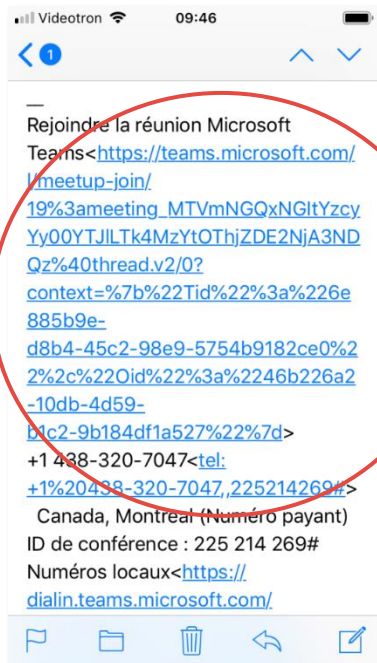 Videotron 09:46
1
—
Rejoindre la réunion Microsoft
Teams<https://teams.microsoft.com/
l/meetup-join/
19%3ameeting_MTVmNGQxNGItYzcy
Yy00YTJlLTk4MzYtOThjZDE2NjA3ND
Qz%40thread.v2/0?
context=%7b%22Tid%22%3a%226e
885b9e-
d8b4-45c2-98e9-5754b9182ce0%2
2%2c%22Oid%22%3a%2246b226a2
-10db-4d59-
b1c2-9b184df1a527%22%7d>
+1 438-320-7047<tel:
+1%20438-320-7047,,225214269#>
Canada, Montréal (Numéro payant)
ID de conférence : 225 214 269#
Numéros locaux<https://
dialin.teams.microsoft.com/